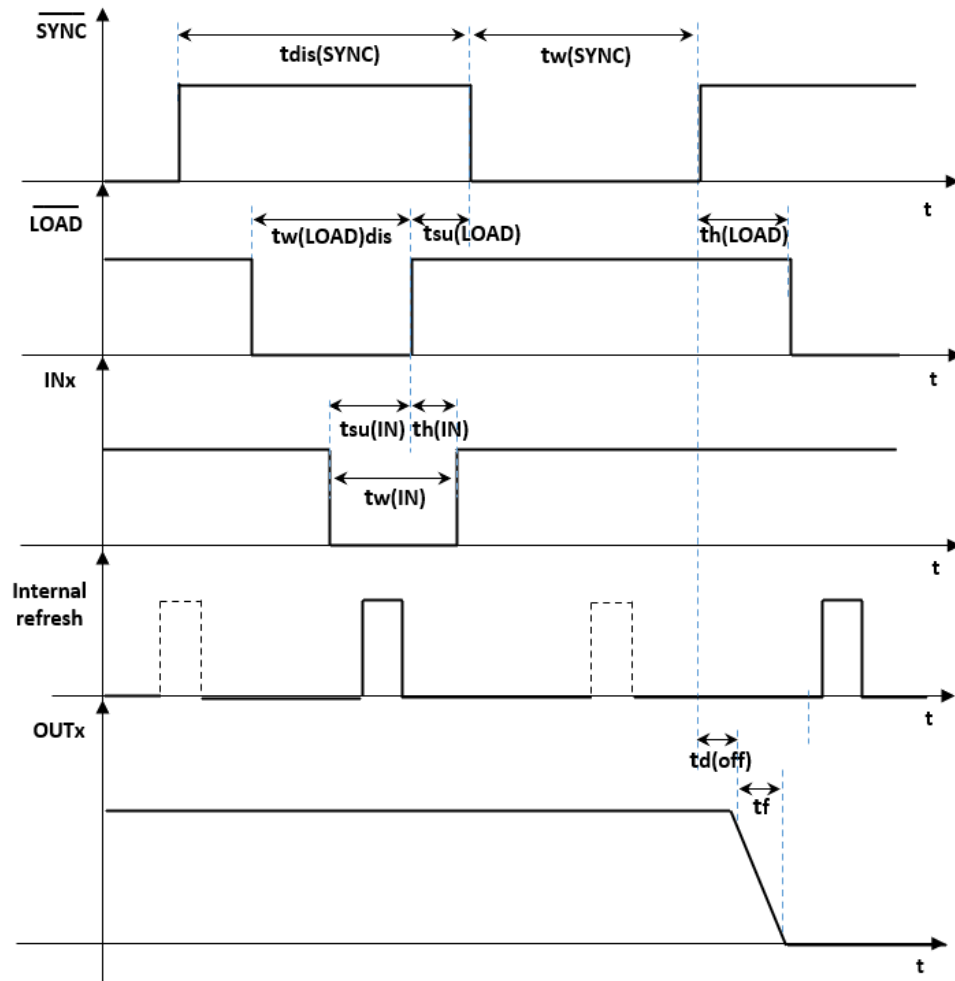 SYNC
tdis(SYNC)
tw(SYNC)
t
LOAD
tw(LOAD)dis
tsu(LOAD)
th(LOAD)
t
INx
tsu(IN)
th(IN)
tw(IN)
t
Internal
refresh
t
OUTx
td(off)
tf
t